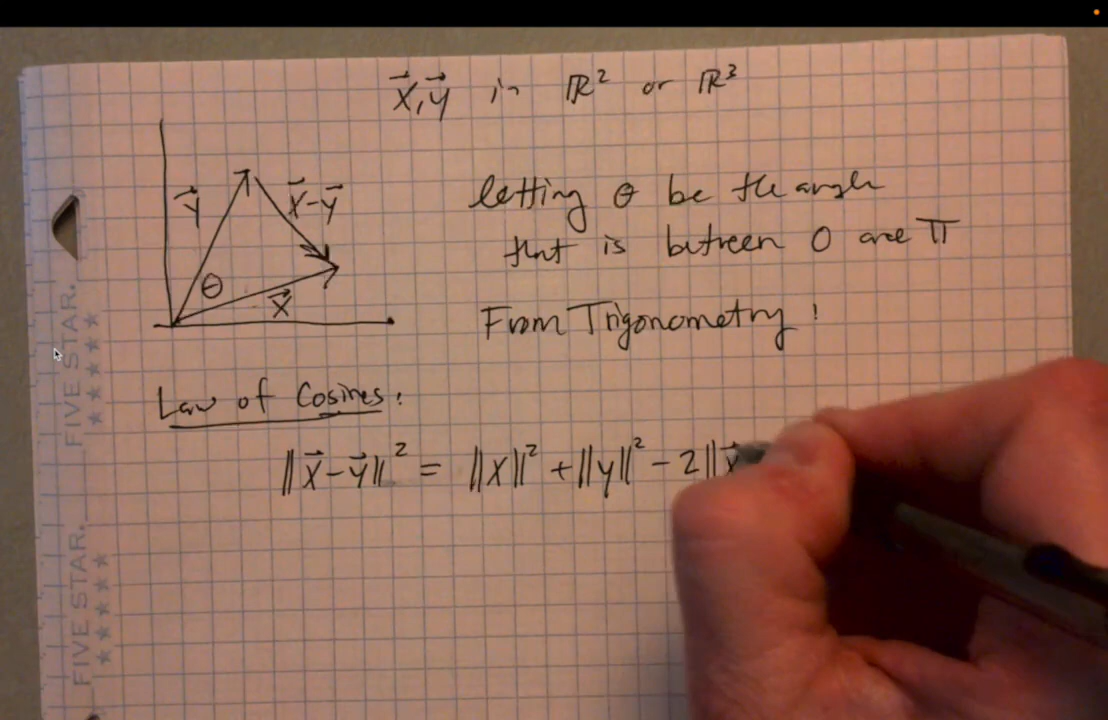 x⃗, y⃗ in ℝ² or ℝ³
y⃗
x⃗-y⃗
θ
x⃗
letting θ be the angle
that is between 0 and π
From Trigonometry:
Law of Cosines:
‖x⃗-y⃗‖² = ‖x‖² + ‖y‖² - 2‖x⃗
FIVE STAR.
FIVE STAR.